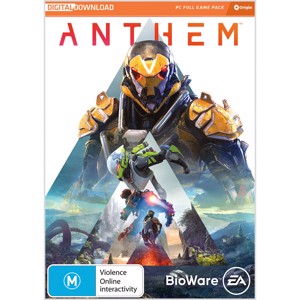 DIGITAL DOWNLOAD
PC FULL GAME PACK
Origin
ANTHEM
M
Violence
Online
interactivity
BioWare
EA